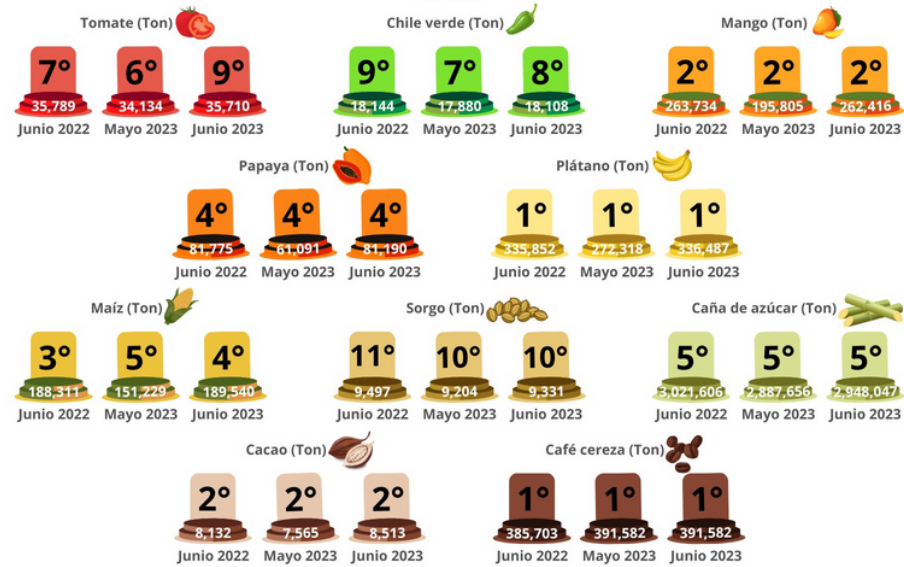 Tomate (Ton)
7° 6° 9°
35,789 34,134 35,710
Junio 2022 Mayo 2023 Junio 2023
Chile verde (Ton)
9° 7° 8°
18,144 17,880 18,108
Junio 2022 Mayo 2023 Junio 2023
Mango (Ton)
2° 2° 2°
263,734 195,805 262,416
Junio 2022 Mayo 2023 Junio 2023
Papaya (Ton)
4° 4° 4°
81,775 61,091 81,190
Junio 2022 Mayo 2023 Junio 2023
Plátano (Ton)
1° 1° 1°
335,852 272,318 336,487
Junio 2022 Mayo 2023 Junio 2023
Maíz (Ton)
3° 5° 4°
188,311 151,229 189,540
Junio 2022 Mayo 2023 Junio 2023
Sorgo (Ton)
11° 10° 10°
9,497 9,204 9,331
Junio 2022 Mayo 2023 Junio 2023
Caña de azúcar (Ton)
5° 5° 5°
3,021,606 2,887,656 2,948,047
Junio 2022 Mayo 2023 Junio 2023
Cacao (Ton)
2° 2° 2°
8,132 7,565 8,513
Junio 2022 Mayo 2023 Junio 2023
Café cereza (Ton)
1° 1° 1°
385,703 391,582 391,582
Junio 2022 Mayo 2023 Junio 2023